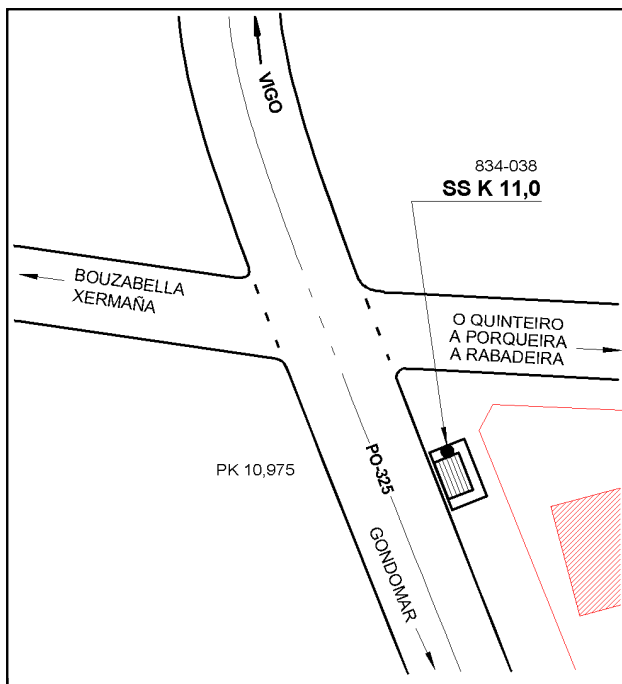 VIGO
834-038
SS K 11,0
BOUZABELLA
XERMAÑA
O QUINTEIRO
A PORQUEIRA
A RABADEIRA
PO-325
PK 10,975
GONDOMAR